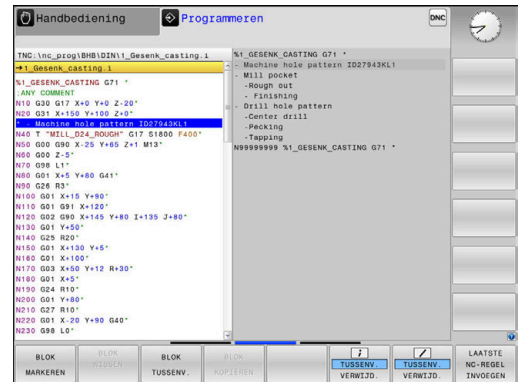 Handbediening
Programmeren
DNC
TNC:\nc_prog\BHB\DIN\1_Gesenk_casting.i
→1_Gesenk_casting.i
%1_GESENK_CASTING G71 *
;ANY COMMENT
N10 G30 G17 X+0 Y+0 Z-20*
N20 G31 X+150 Y+100 Z+0*
* - Machine hole pattern ID27943KL1
N40 T "MILL_D24_ROUGH" G17 S1800 F400*
N50 G00 G90 X-25 Y+65 Z+1 M13*
N60 G00 Z-5*
N70 G98 L1*
N80 G01 X+5 Y+80 G41*
N90 G26 R3*
N100 G01 X+15 Y+90*
N110 G01 G91 X+120*
N120 G02 G90 X+145 Y+80 I+135 J+80*
N130 G01 Y+50*
N140 G25 R20*
N150 G01 X+130 Y+5*
N160 G01 X+100*
N170 G03 X+50 Y+12 R+30*
N180 G01 X+5*
N190 G24 R10*
N200 G01 Y+80*
N210 G27 R10*
N220 G01 X-20 Y+90 G40*
N230 G98 L0*
%1_GESENK_CASTING G71 *
- Machine hole pattern ID27943KL1
- Mill pocket
-Rough out
- Finishing
- Drill hole pattern
-Center drill
-Pecking
-Tapping
N99999999 %1_GESENK_CASTING G71 *
BLOK MARKEREN
BLOK WISSEN
BLOK TUSSENV.
BLOK KOPIEREN
TUSSENV. VERWIJD.
TUSSENV. VERWIJD.
LAATSTE NC-REGEL INVOEGEN